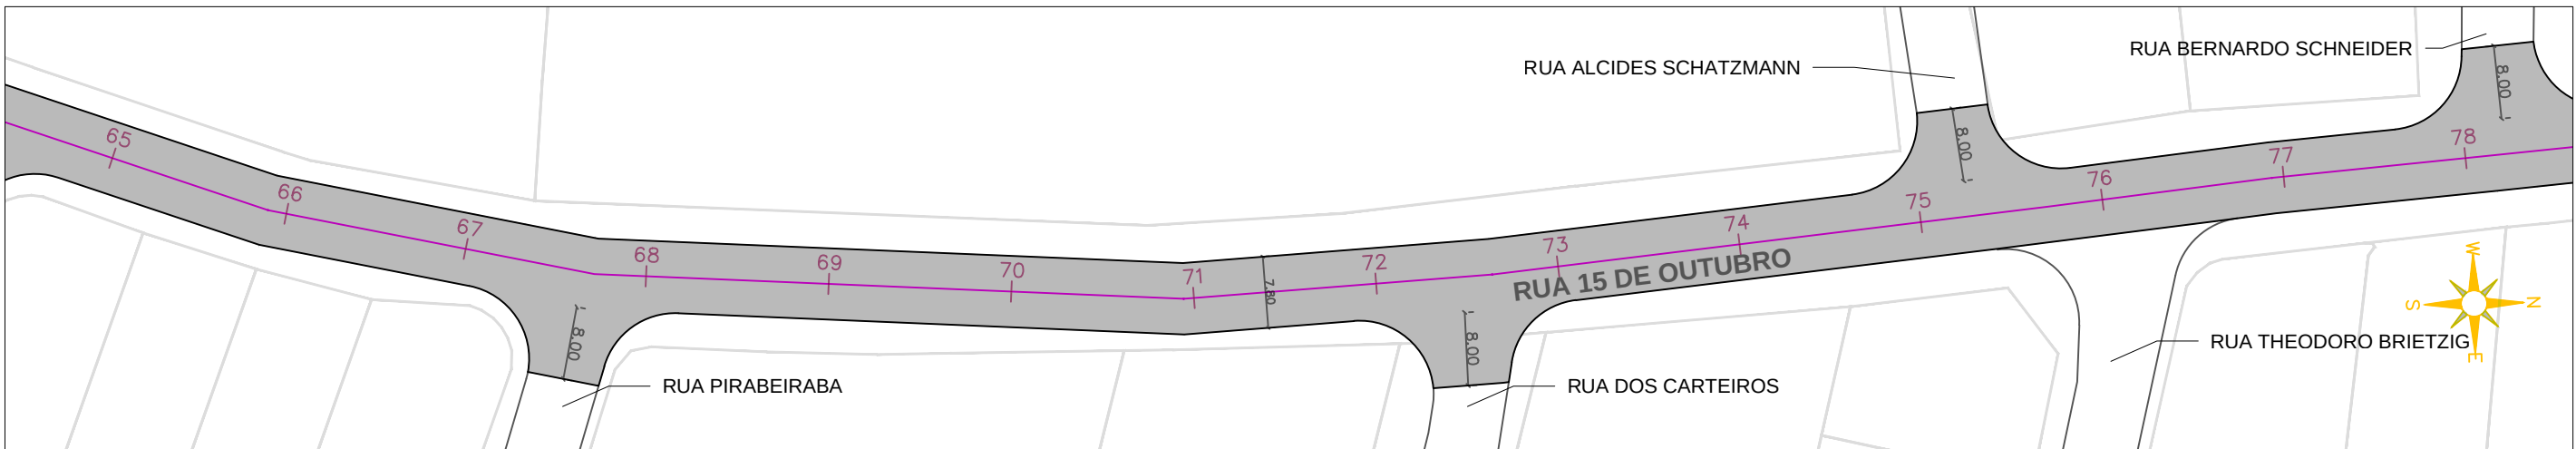 RUA BERNARDO SCHNEIDER
RUA ALCIDES SCHATZMANN
8.00
8.00
65
66
67
68
69
70
71
72
73
74
75
76
77
78
7.80
RUA 15 DE OUTUBRO
W
S
N
E
8.00
8.00
RUA THEODORO BRIETZIG
RUA PIRABEIRABA
RUA DOS CARTEIROS